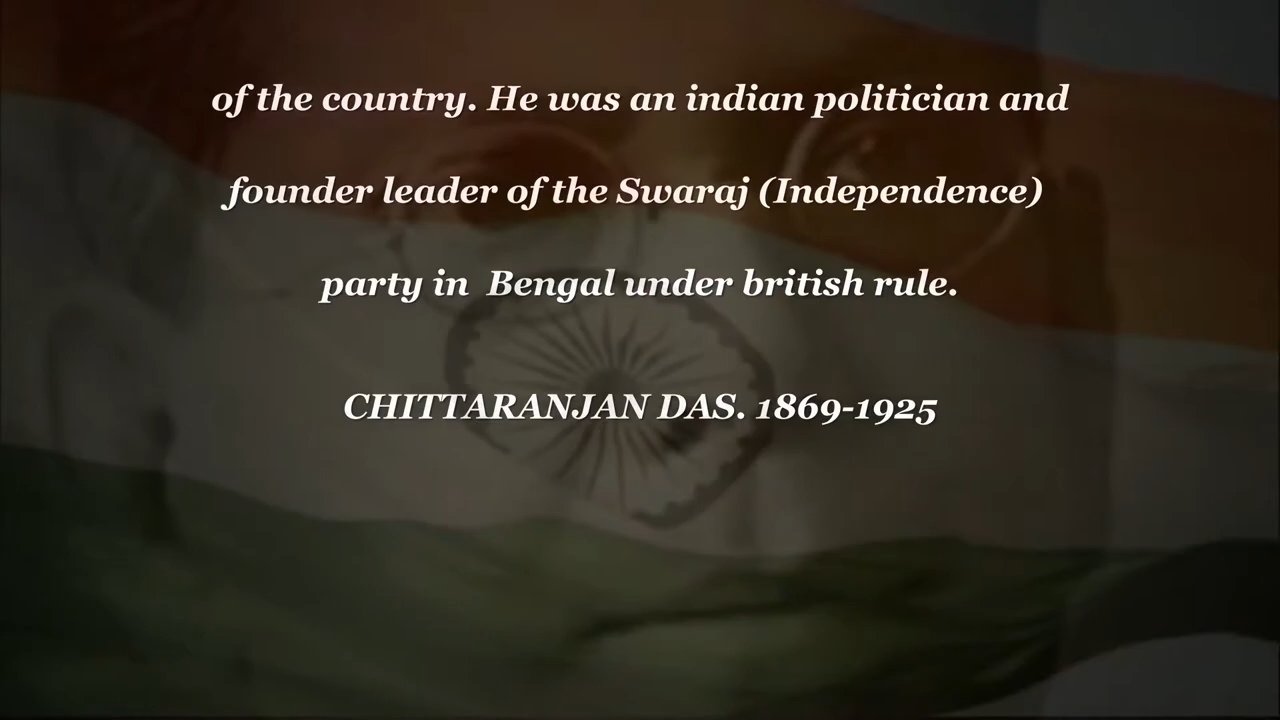 of the country. He was an indian politician and
founder leader of the Swaraj (Independence)
party in  Bengal under british rule.
CHITTARANJAN DAS. 1869-1925